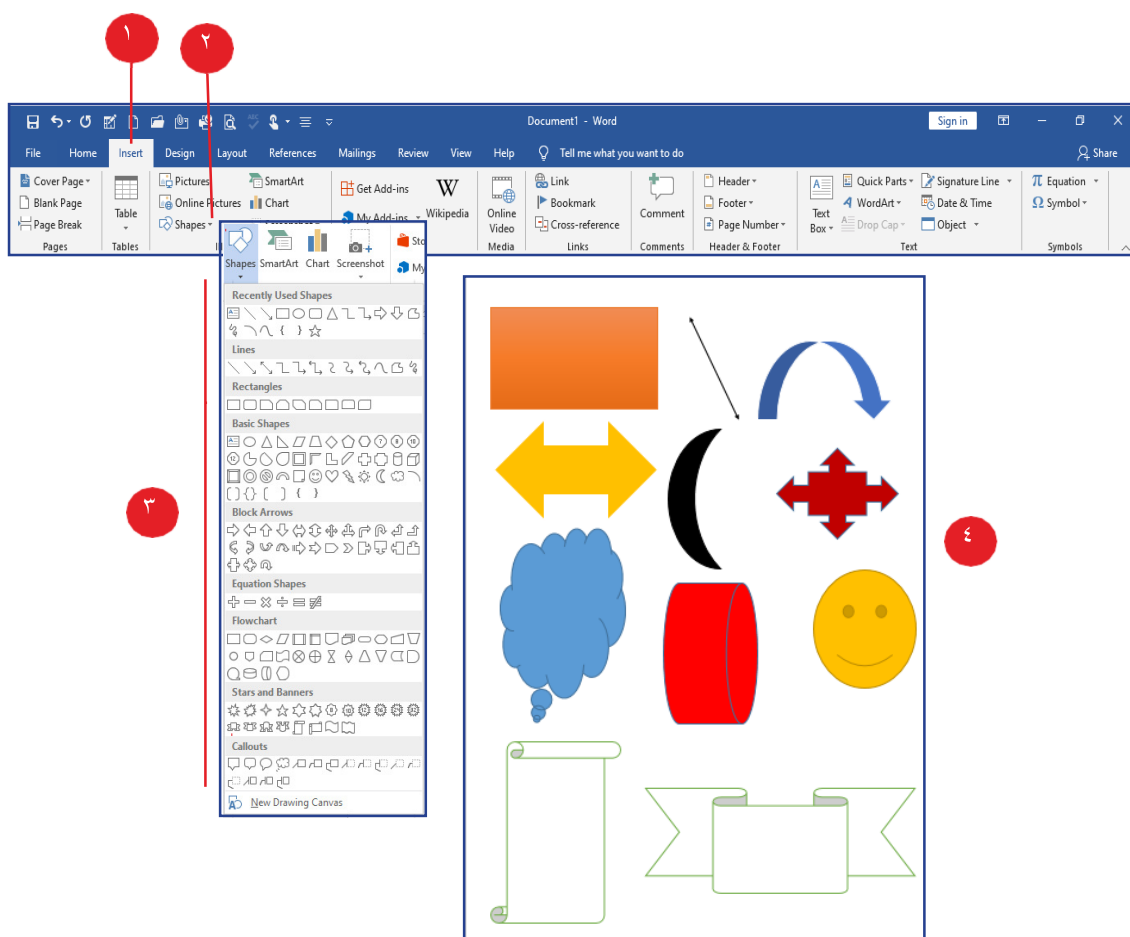 ١
٢
Document1 - Word
Sign in
File Home Insert Design Layout References Mailings Review View Help Tell me what you want to do Share
Cover Page
Blank Page
Page Break
Pages
Table
Tables
Pictures
Online Pictures
Shapes
SmartArt
Chart
Get Add-ins
My Add-ins
W
Wikipedia
Online Video
Media
Link
Bookmark
Cross-reference
Links
Comment
Comments
Header
Footer
Page Number
Header & Footer
Text Box
Quick Parts
WordArt
Drop Cap
Signature Line
Date & Time
Object
Text
π Equation
Ω Symbol
Symbols
Shapes SmartArt Chart Screenshot
My
Recently Used Shapes
Lines
Rectangles
Basic Shapes
Block Arrows
Equation Shapes
Flowchart
Stars and Banners
Callouts
New Drawing Canvas
٣
٤